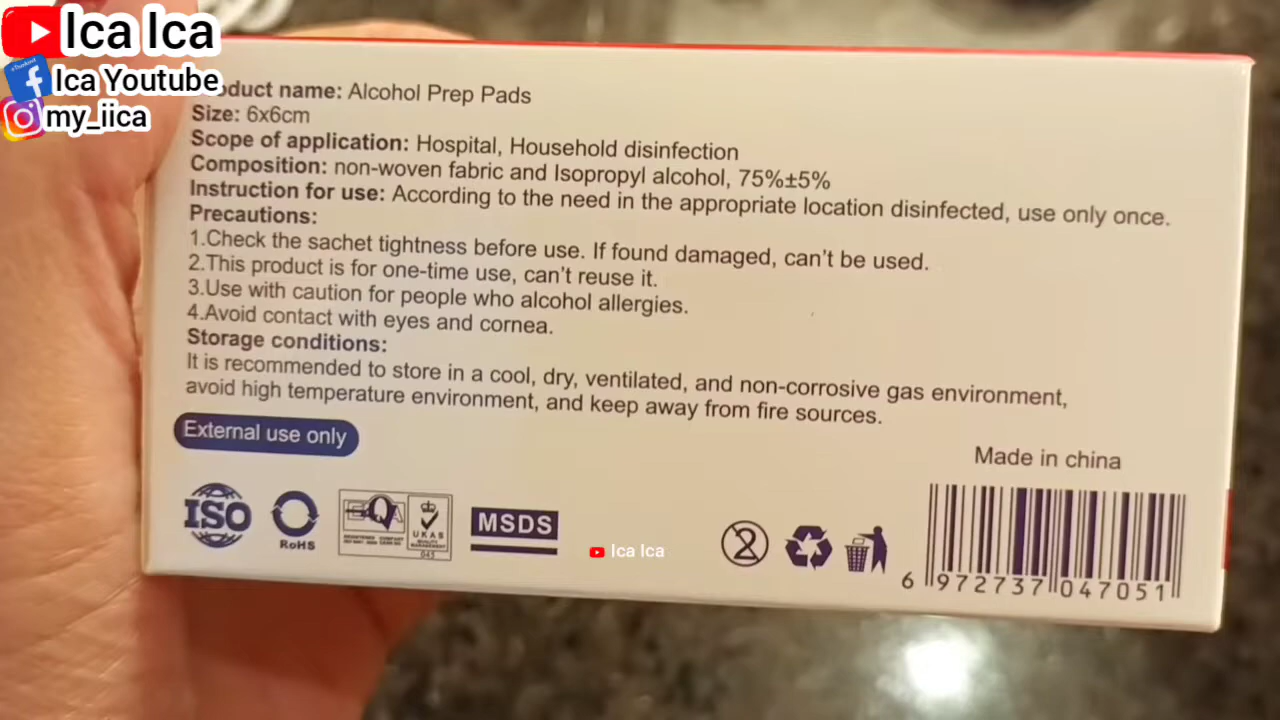 Ica Ica
Ica Youtube
my_iica
oduct name: Alcohol Prep Pads
Size: 6x6cm
Scope of application: Hospital, Household disinfection
Composition: non-woven fabric and Isopropyl alcohol, 75%±5%
Instruction for use: According to the need in the appropriate location disinfected, use only once.
Precautions:
1.Check the sachet tightness before use. If found damaged, can't be used.
2.This product is for one-time use, can't reuse it.
3.Use with caution for people who alcohol allergies.
4.Avoid contact with eyes and cornea.
Storage conditions:
It is recommended to store in a cool, dry, ventilated, and non-corrosive gas environment,
avoid high temperature environment, and keep away from fire sources.
External use only
Made in china
ISO
RoHS
UKAS
QUALITY
MANAGEMENT
MSDS
Ica Ica
2
6 972737 047051